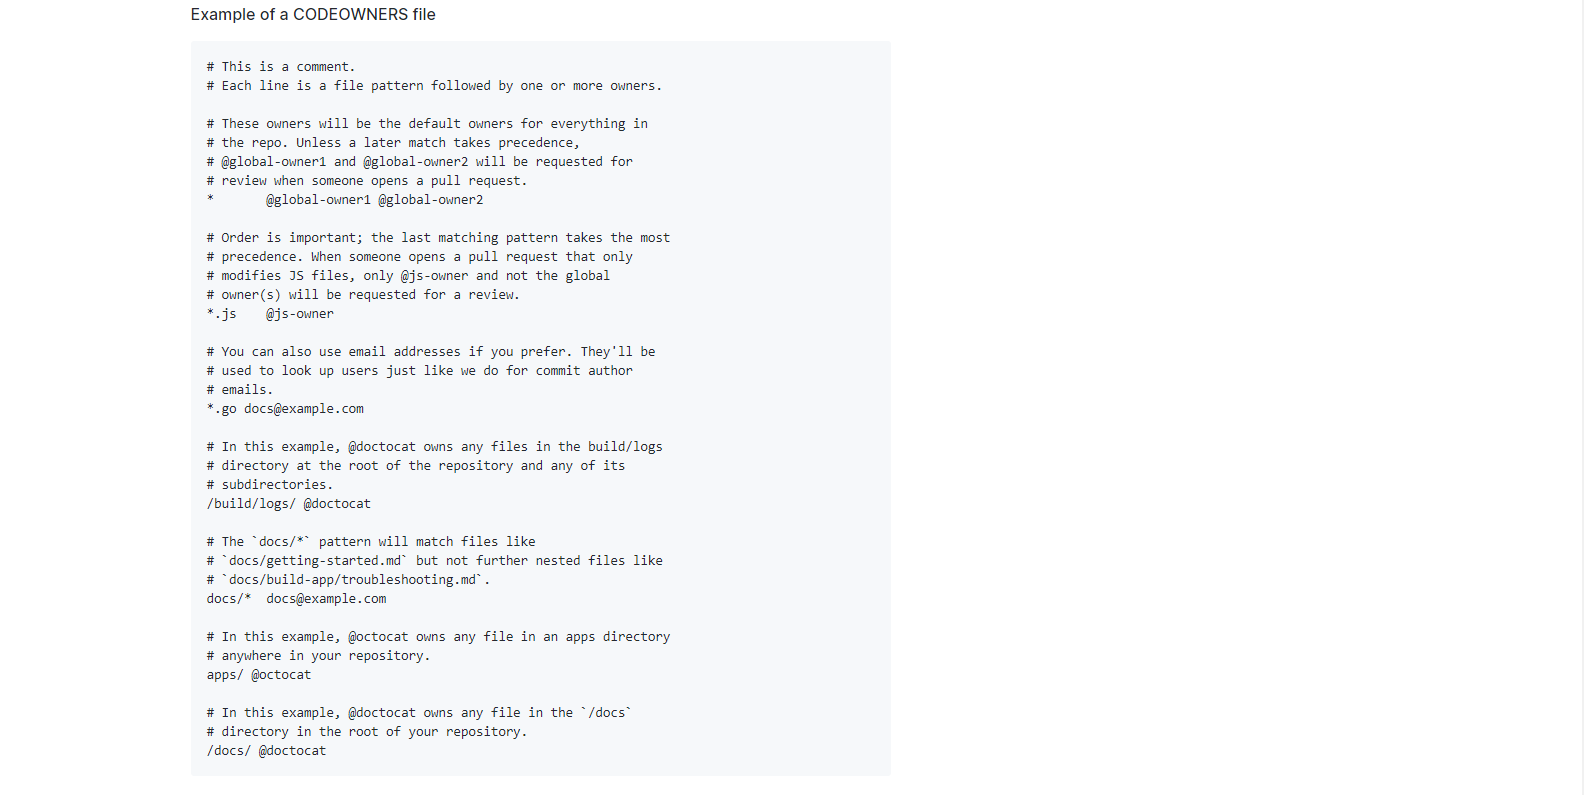 Example of a CODEOWNERS file
# This is a comment.
# Each line is a file pattern followed by one or more owners.
# These owners will be the default owners for everything in
# the repo. Unless a later match takes precedence,
# @global-owner1 and @global-owner2 will be requested for
# review when someone opens a pull request.
*       @global-owner1 @global-owner2
# Order is important; the last matching pattern takes the most
# precedence. When someone opens a pull request that only
# modifies JS files, only @js-owner and not the global
# owner(s) will be requested for a review.
*.js    @js-owner
# You can also use email addresses if you prefer. They'll be
# used to look up users just like we do for commit author
# emails.
*.go docs@example.com
# In this example, @doctocat owns any files in the build/logs
# directory at the root of the repository and any of its
# subdirectories.
/build/logs/ @doctocat
# The `docs/*` pattern will match files like
# `docs/getting-started.md` but not further nested files like
# `docs/build-app/troubleshooting.md`.
docs/*  docs@example.com
# In this example, @octocat owns any file in an apps directory
# anywhere in your repository.
apps/ @octocat
# In this example, @doctocat owns any file in the `/docs`
# directory in the root of your repository.
/docs/ @doctocat